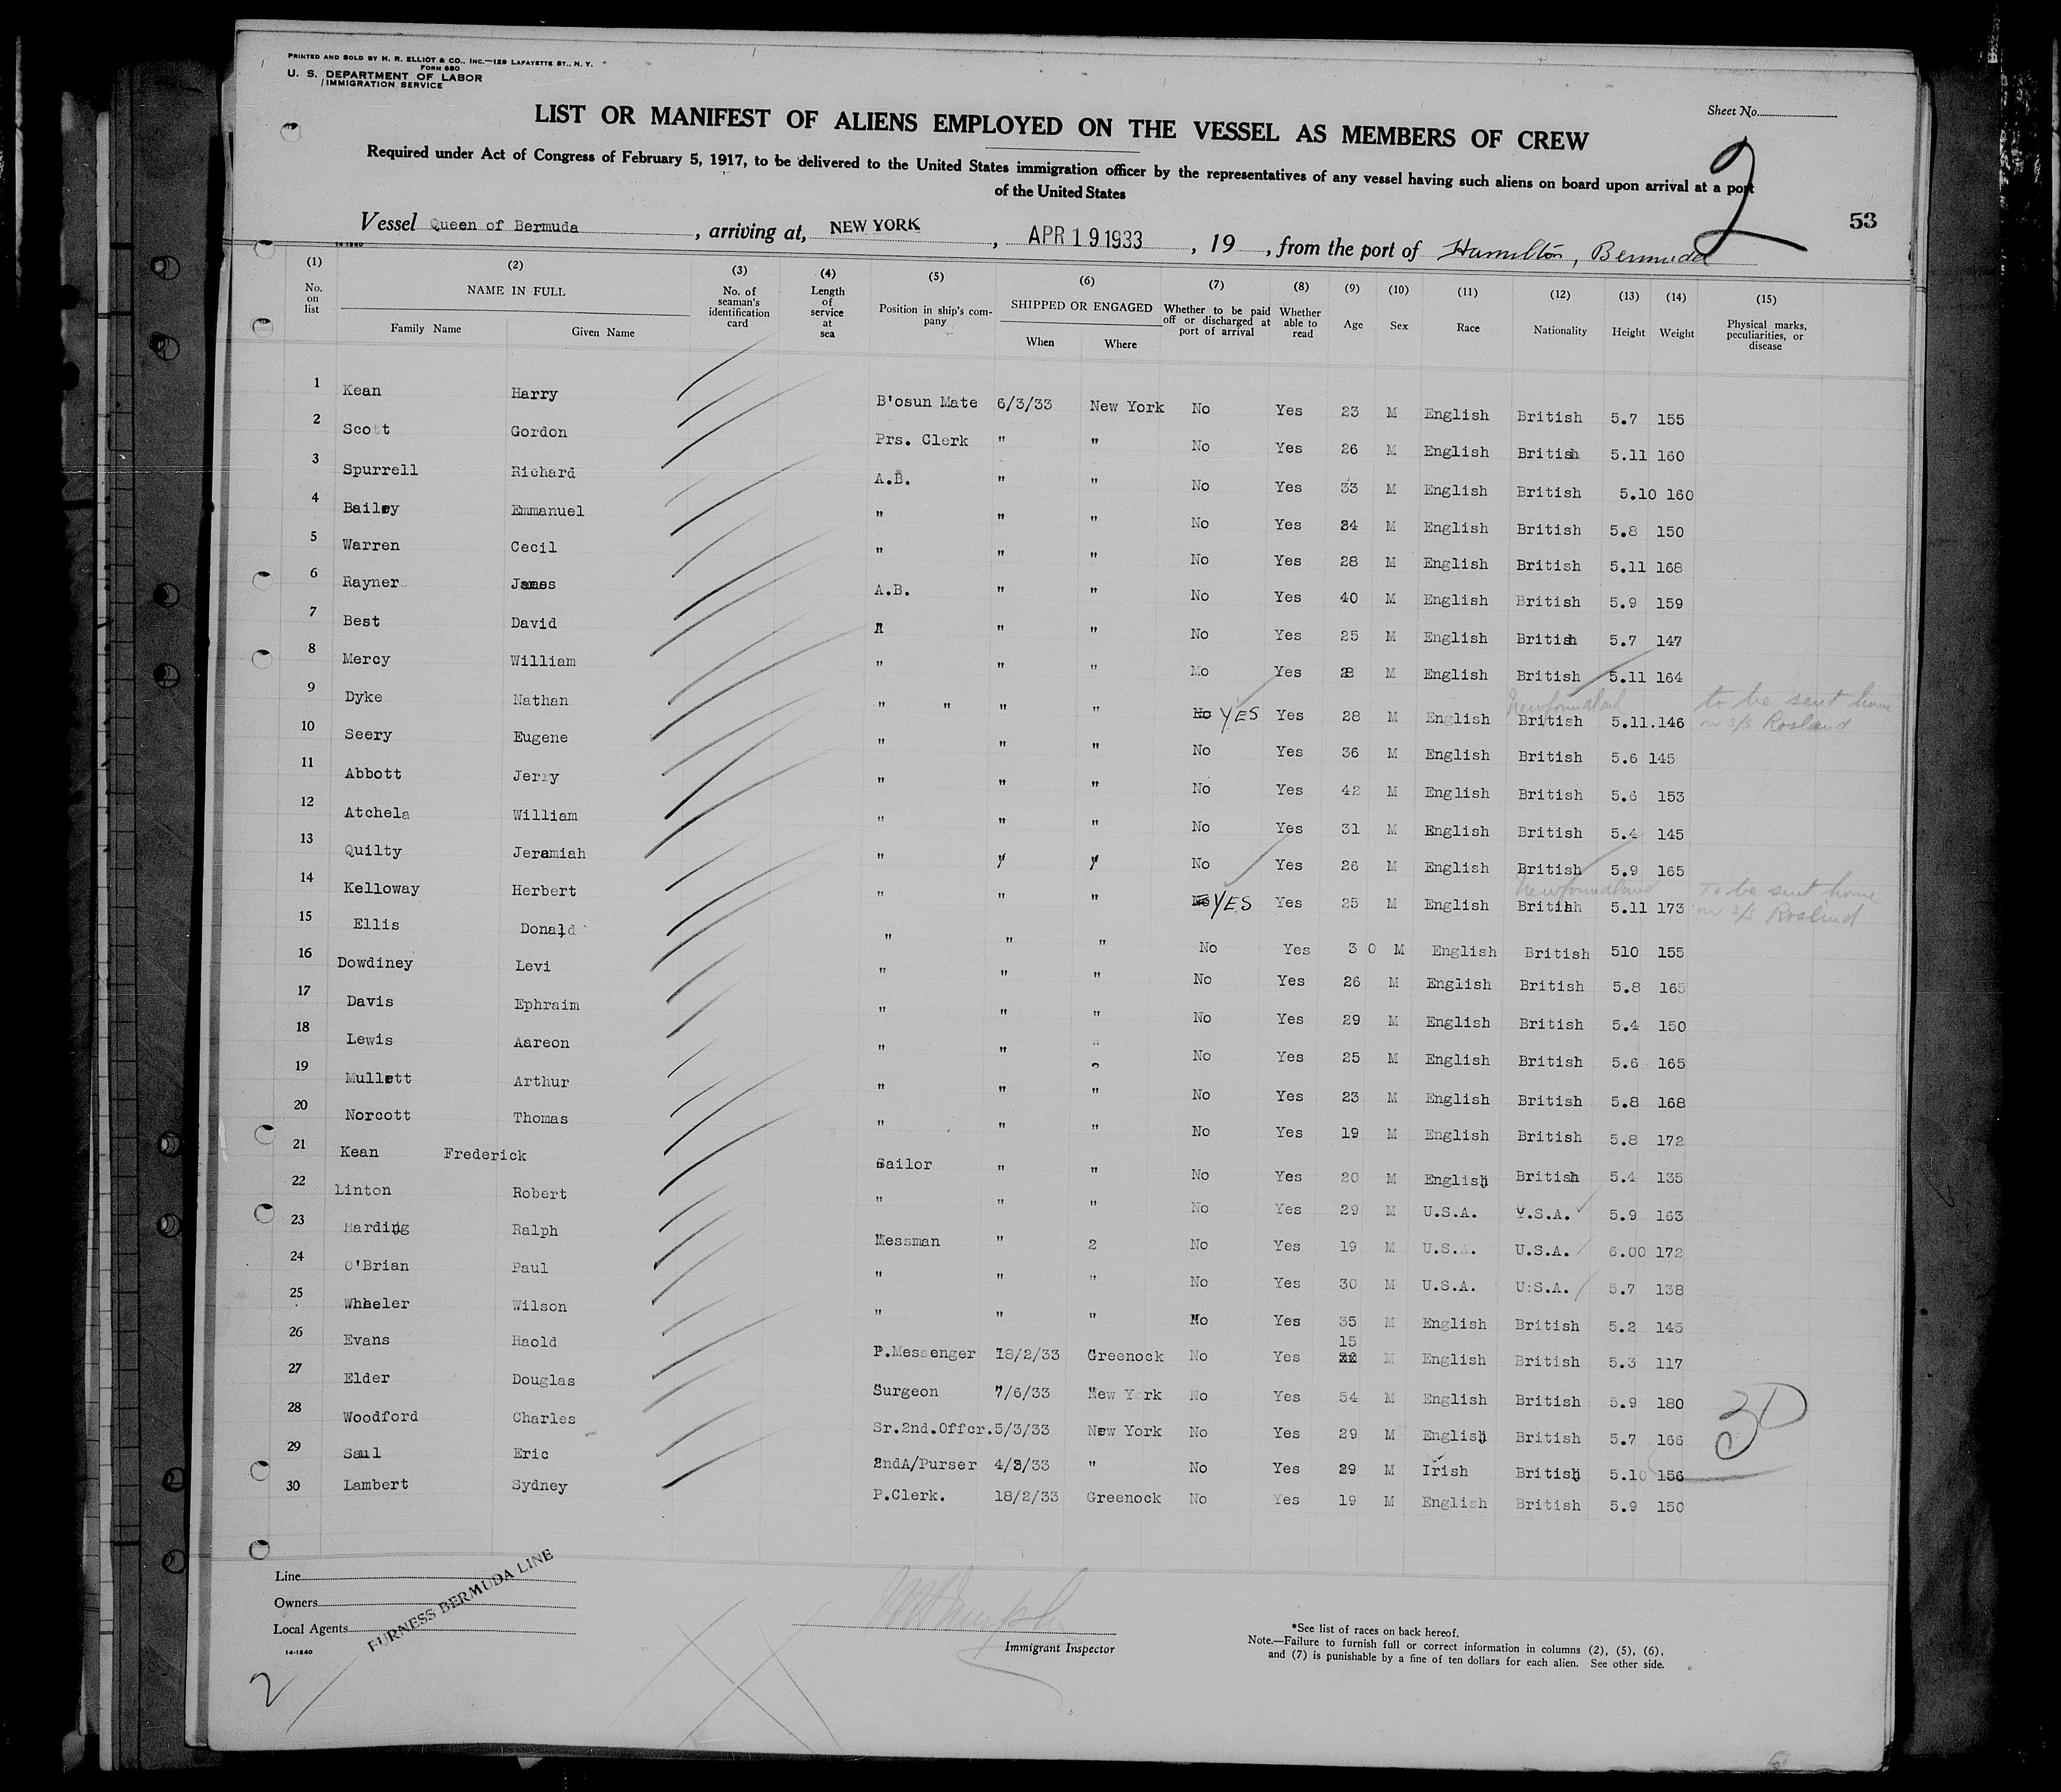 PRINTED AND SOLD BY H. R. ELLIOT & CO., INC.—129 LAFAYETTE ST., N. Y.
FORM 680
U. S. DEPARTMENT OF LABOR
IMMIGRATION SERVICE
Sheet No.
LIST OR MANIFEST OF ALIENS EMPLOYED ON THE VESSEL AS MEMBERS OF CREW
Required under Act of Congress of February 5, 1917, to be delivered to the United States immigration officer by the representatives of any vessel having such aliens on board upon arrival at a port
of the United States
2
53
Vessel Queen of Bermuda, arriving at, NEW YORK, APR 19 1933, 19, from the port of Hamilton, Bermuda
14-1240
(1) No. on list (2) NAME IN FULL Family Name Given Name (3) No. of seaman's identification card (4) Length of service at sea (5) Position in ship's company (6) SHIPPED OR ENGAGED When Where (7) Whether to be paid off or discharged at port of arrival (8) Whether able to read (9) Age (10) Sex (11) Race (12) Nationality (13) Height (14) Weight (15) Physical marks, peculiarities, or disease
1 Kean Harry B'osun Mate 6/3/33 New York No Yes 23 M English British 5.7 155
2 Scott Gordon Prs. Clerk " " No Yes 26 M English British 5.11 160
3 Spurrell Richard A.B. " " No Yes 33 M English British 5.10 160
4 Bailey Emmanuel " " " No Yes 34 M English British 5.8 150
5 Warren Cecil " " " No Yes 28 M English British 5.11 168
6 Rayner James A.B. " " No Yes 40 M English British 5.9 159
7 Best David " " " No Yes 25 M English British 5.7 147
8 Mercy William " " " No Yes 28 M English British 5.11 164
9 Dyke Nathan " " " " No YES Yes 28 M English Newfoundland British 5.11.146 to be sent home on s/s Rosland
10 Seery Eugene " " " No Yes 36 M English British 5.6 145
11 Abbott Jerry " " " No Yes 42 M English British 5.6 153
12 Atchela William " " " No Yes 31 M English British 5.4 145
13 Quilty Jeramiah " " " No Yes 26 M English British 5.9 165
14 Kelloway Herbert " " " No YES Yes 25 M English Newfoundland Britihh 5.11 173 To be sent home on s/s Roslind
15 Ellis Donald " " " No Yes 3 0 M English British 510 155
16 Dowdiney Levi " " " No Yes 26 M English British 5.8 165
17 Davis Ephraim " " " No Yes 29 M English British 5.4 150
18 Lewis Aareon " " " No Yes 25 M English British 5.6 165
19 Mullett Arthur " " " No Yes 23 M English British 5.8 168
20 Norcott Thomas " " " No Yes 19 M English British 5.8 172
21 Kean Frederick Sailor " " No Yes 20 M English British 5.4 135
22 Linton Robert " " " No Yes 29 M U.S.A. U.S.A. 5.9 163
23 Harding Ralph Messman " 2 No Yes 19 M U.S.A. U.S.A. 6.00 172
24 O'Brian Paul " " " No Yes 30 M U.S.A. U:S.A. 5.7 138
25 Whheler Wilson " " " No Yes 35 M English British 5.2 145
26 Evans Haold P.Messenger 18/2/33 Greenock No Yes 15 M English British 5.3 117
27 Elder Douglas Surgeon 7/6/33 New York No Yes 54 M English British 5.9 180
28 Woodford Charles Sr.2nd.Offcr. 5/3/33 New York No Yes 29 M English British 5.7 166
29 Saul Eric 2ndA/Purser 4/3/33 " No Yes 29 M Irish British 5.10 156
30 Lambert Sydney P.Clerk. 18/2/33 Greenock No Yes 19 M English British 5.9 150
Line
Owners
Local Agents
FURNESS BERMUDA LINE
14-1240
Immigrant Inspector
*See list of races on back hereof.
Note.—Failure to furnish full or correct information in columns (2), (5), (6),
and (7) is punishable by a fine of ten dollars for each alien. See other side.
2